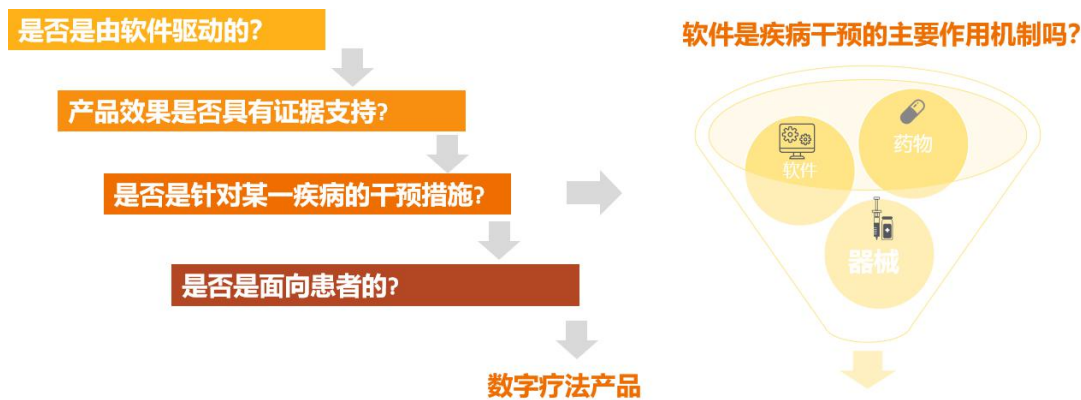 是否是由软件驱动的?
产品效果是否具有证据支持?
是否是针对某一疾病的干预措施?
是否是面向患者的?
数字疗法产品
软件是疾病干预的主要作用机制吗?
药物
软件
器械